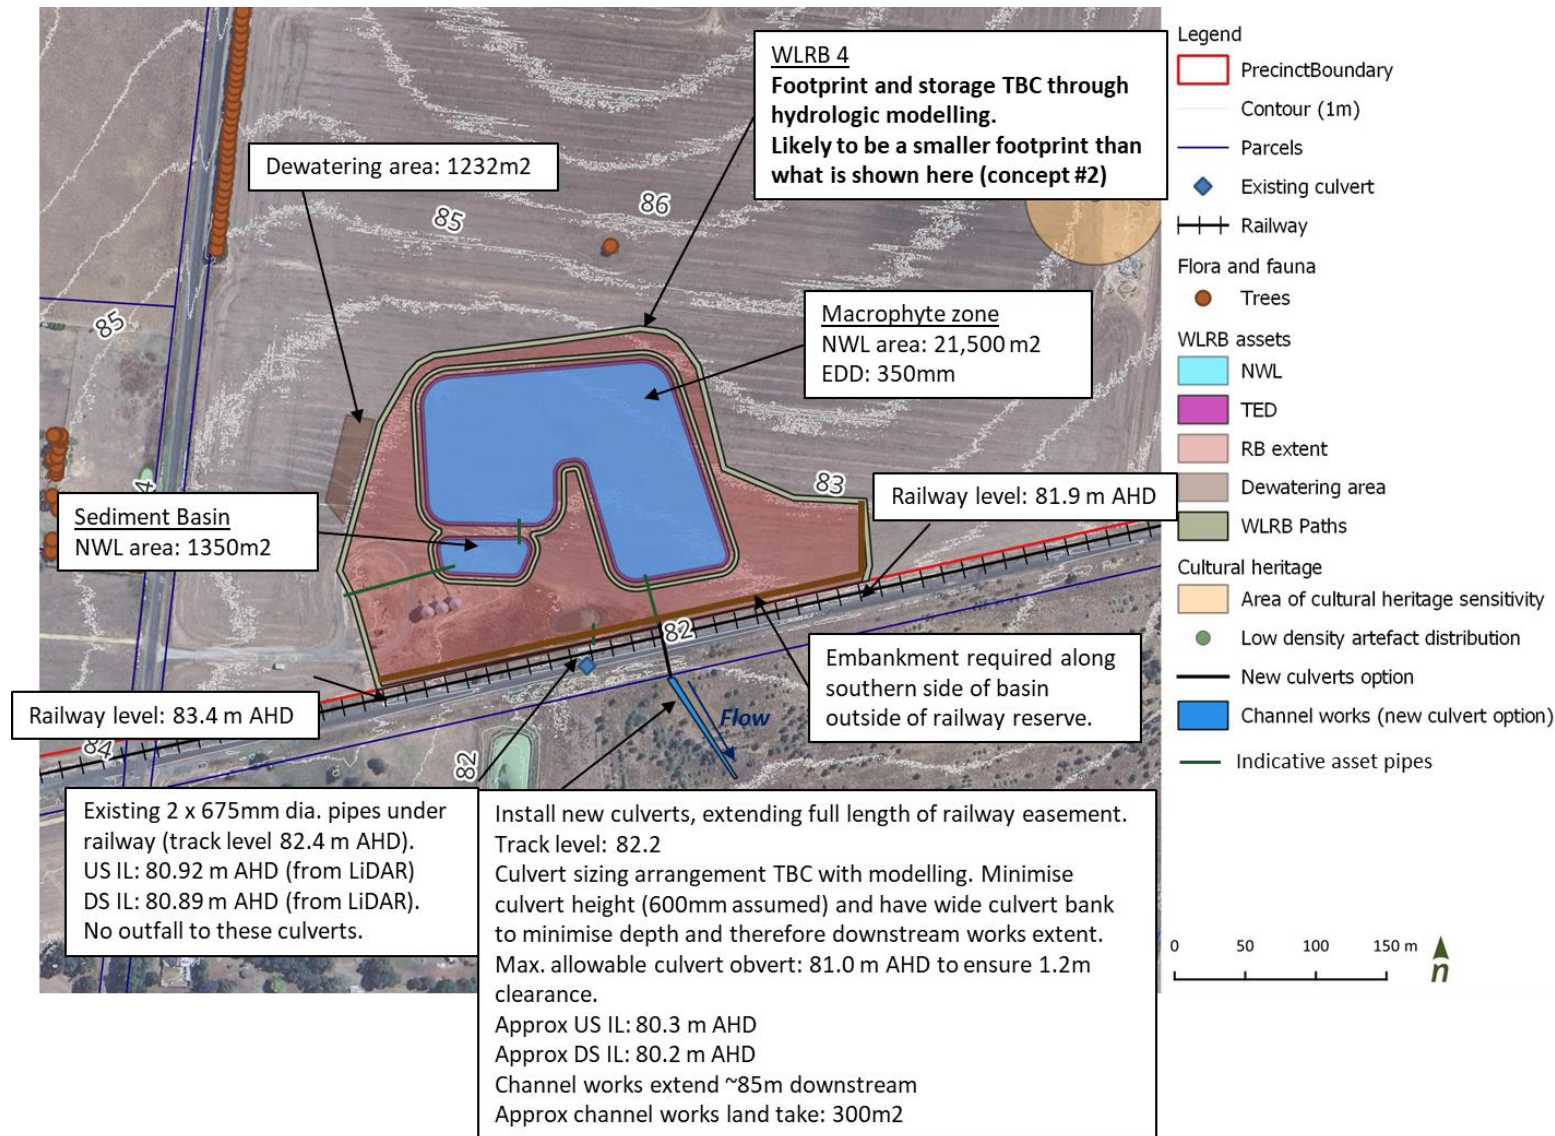 WLRB 4
Footprint and storage TBC through
hydrologic modelling.
Likely to be a smaller footprint than
what is shown here (concept #2)
Dewatering area: 1232m2
86
85
85
Macrophyte zone
NWL area: 21,500 m2
EDD: 350mm
83
Railway level: 81.9 m AHD
4
Sediment Basin
NWL area: 1350m2
82
Embankment required along
southern side of basin
outside of railway reserve.
Railway level: 83.4 m AHD
Flow
84
82
Existing 2 x 675mm dia. pipes under
railway (track level 82.4 m AHD).
US IL: 80.92 m AHD (from LiDAR)
DS IL: 80.89 m AHD (from LiDAR).
No outfall to these culverts.
Install new culverts, extending full length of railway easement.
Track level: 82.2
Culvert sizing arrangement TBC with modelling. Minimise
culvert height (600mm assumed) and have wide culvert bank
to minimise depth and therefore downstream works extent.
Max. allowable culvert obvert: 81.0 m AHD to ensure 1.2m
clearance.
Approx US IL: 80.3 m AHD
Approx DS IL: 80.2 m AHD
Channel works extend ~85m downstream
Approx channel works land take: 300m2
Legend
PrecinctBoundary
Contour (1m)
Parcels
Existing culvert
Railway
Flora and fauna
Trees
WLRB assets
NWL
TED
RB extent
Dewatering area
WLRB Paths
Cultural heritage
Area of cultural heritage sensitivity
Low density artefact distribution
New culverts option
Channel works (new culvert option)
Indicative asset pipes
0 50 100 150 m
n